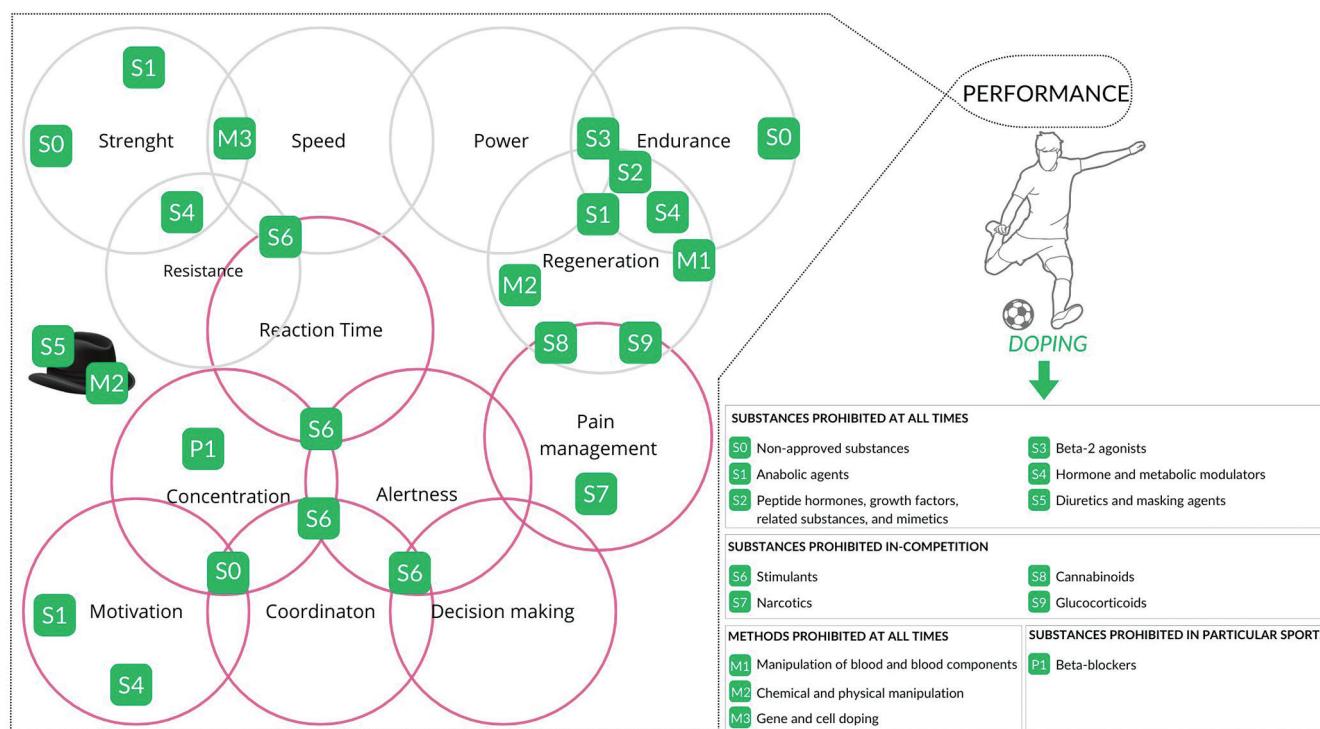 S1
S0
Strenght
M3
Speed
Power
S3
Endurance
S0
S2
S4
S6
S1
S4
Resistance
Regeneration
M1
M2
Reaction Time
S5
M2
S8
S9
P1
S6
Pain
management
Concentration
Alertness
S7
S6
S0
S6
S1
Motivation
Coordinaton
Decision making
S4
PERFORMANCE
DOPING
SUBSTANCES PROHIBITED AT ALL TIMES
S0 Non-approved substances
S1 Anabolic agents
S2 Peptide hormones, growth factors,
related substances, and mimetics
S3 Beta-2 agonists
S4 Hormone and metabolic modulators
S5 Diuretics and masking agents
SUBSTANCES PROHIBITED IN-COMPETITION
S6 Stimulants
S7 Narcotics
S8 Cannabinoids
S9 Glucocorticoids
METHODS PROHIBITED AT ALL TIMES
M1 Manipulation of blood and blood components
M2 Chemical and physical manipulation
M3 Gene and cell doping
SUBSTANCES PROHIBITED IN PARTICULAR SPORT
P1 Beta-blockers